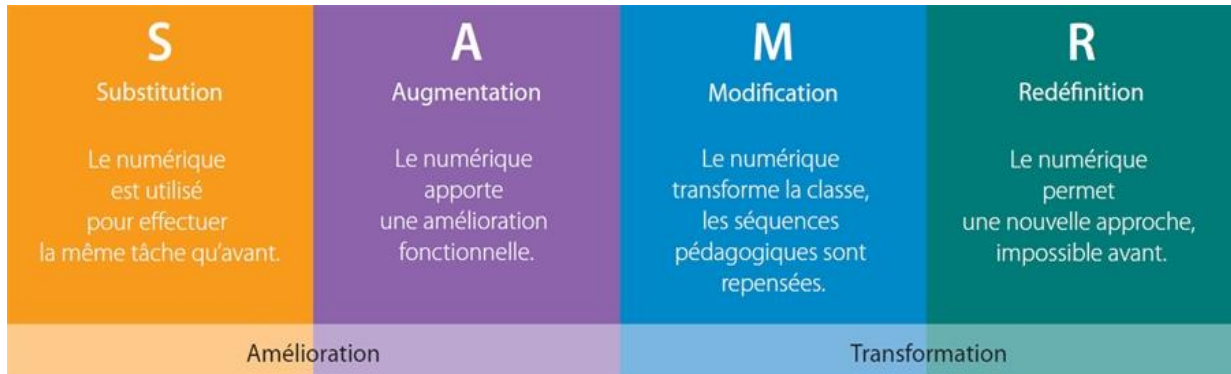 S
Substitution
Le numérique
est utilisé
pour effectuer
la même tâche qu'avant.
A
Augmentation
Le numérique
apporte
une amélioration
fonctionnelle.
M
Modification
Le numérique
transforme la classe,
les séquences
pédagogiques sont
repensées.
R
Redéfinition
Le numérique
permet
une nouvelle approche,
impossible avant.
Amélioration
Transformation